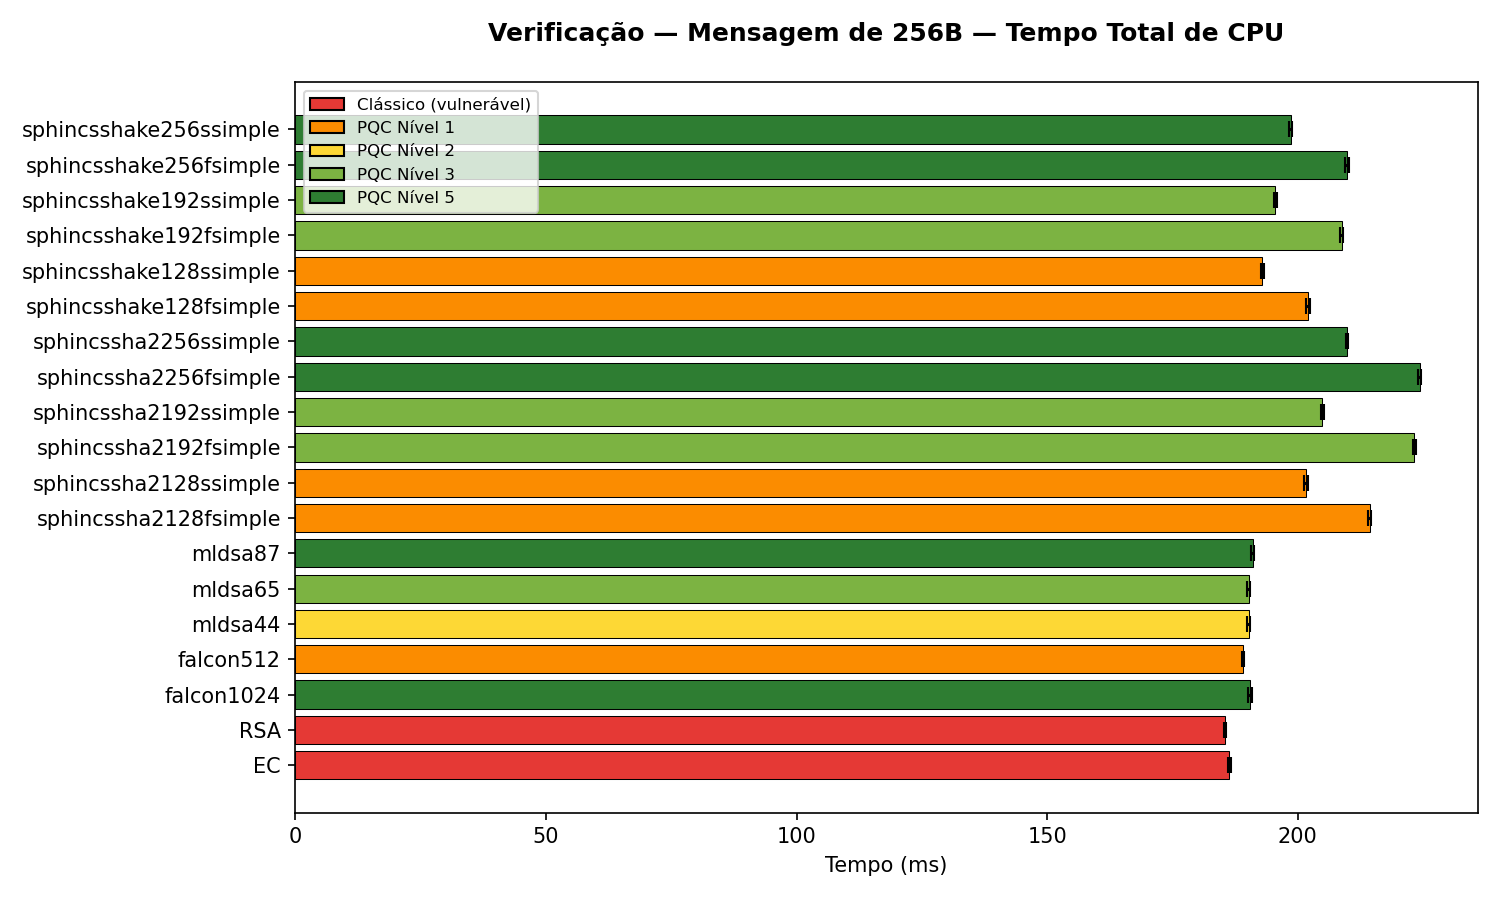 Verificação — Mensagem de 256B — Tempo Total de CPU
Clássico (vulnerável)
PQC Nível 1
PQC Nível 2
PQC Nível 3
PQC Nível 5
sphincsshake256ssimple
sphincsshake256fsimple
sphincsshake192ssimple
sphincsshake192fsimple
sphincsshake128ssimple
sphincsshake128fsimple
sphincssha2256ssimple
sphincssha2256fsimple
sphincssha2192ssimple
sphincssha2192fsimple
sphincssha2128ssimple
sphincssha2128fsimple
mldsa87
mldsa65
mldsa44
falcon512
falcon1024
RSA
EC
0 50 100 150 200
Tempo (ms)